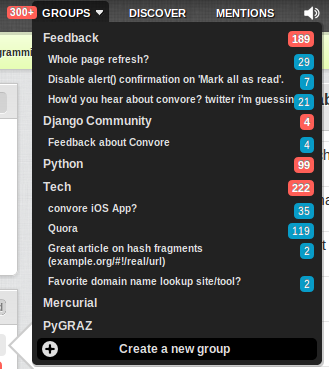 300+ GROUPS DISCOVER MENTIONS
Feedback 189
Whole page refresh? 29
Disable alert() confirmation on 'Mark all as read'. 7
How'd you hear about convore? twitter i'm guessin 21
Django Community 4
Feedback about Convore 4
Python 99
Tech 222
convore iOS App? 35
Quora 119
Great article on hash fragments 2
(example.org/#!/real/url)
Favorite domain name lookup site/tool? 2
Mercurial
PyGRAZ
Create a new group